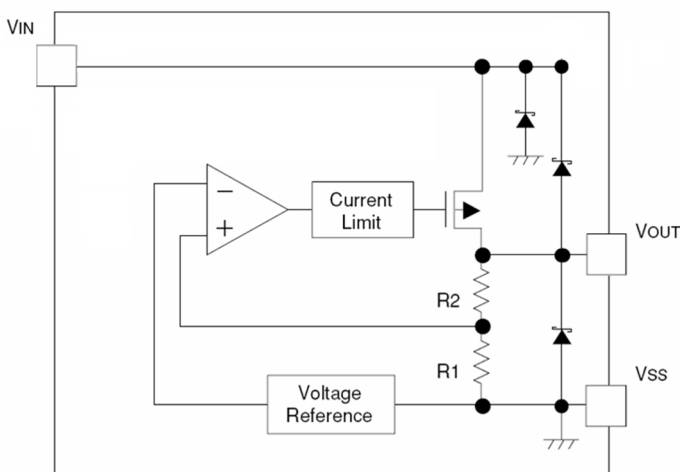 VIN
−
+
Current
Limit
VOUT
R2
R1
VSS
Voltage
Reference